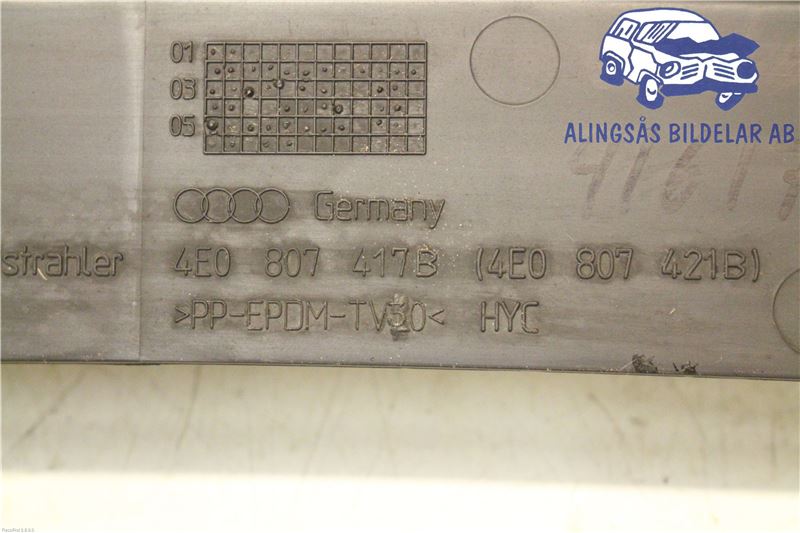 01
03
05
ALINGSÅS BILDELAR AB
Germany
strahler 4E0 807 417B (4E0 807 421B)
>PP-EPDM-TV30< HYC